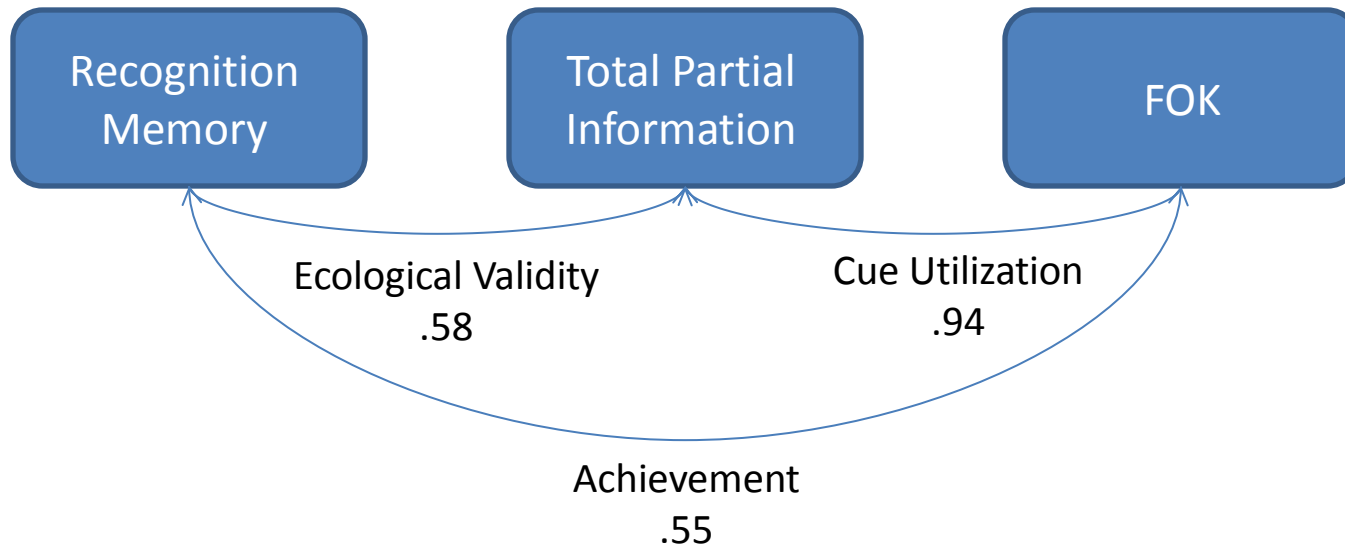 Recognition
Memory
Total Partial
Information
FOK
Ecological Validity
.58
Cue Utilization
.94
Achievement
.55